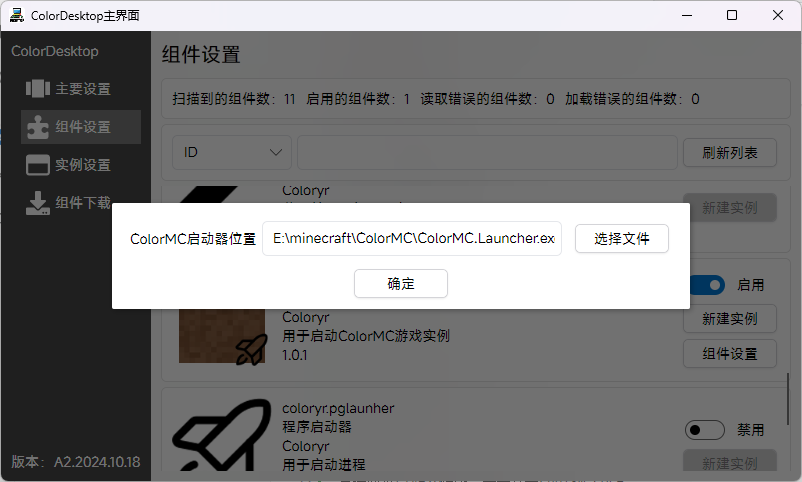 ColorDesktop主界面
ColorDesktop
主要设置
组件设置
实例设置
组件下载
版本：A2.2024.10.18
组件设置
扫描到的组件数：11 启用的组件数：1 读取错误的组件数：0 加载错误的组件数：0
ID
刷新列表
Coloryr
新建实例
ColorMC启动器位置 E:\minecraft\ColorMC\ColorMC.Launcher.ex 选择文件
确定
启用
Coloryr
用于启动ColorMC游戏实例
1.0.1
新建实例
组件设置
coloryr.pglaunher
程序启动器
Coloryr
用于启动进程
禁用
新建实例